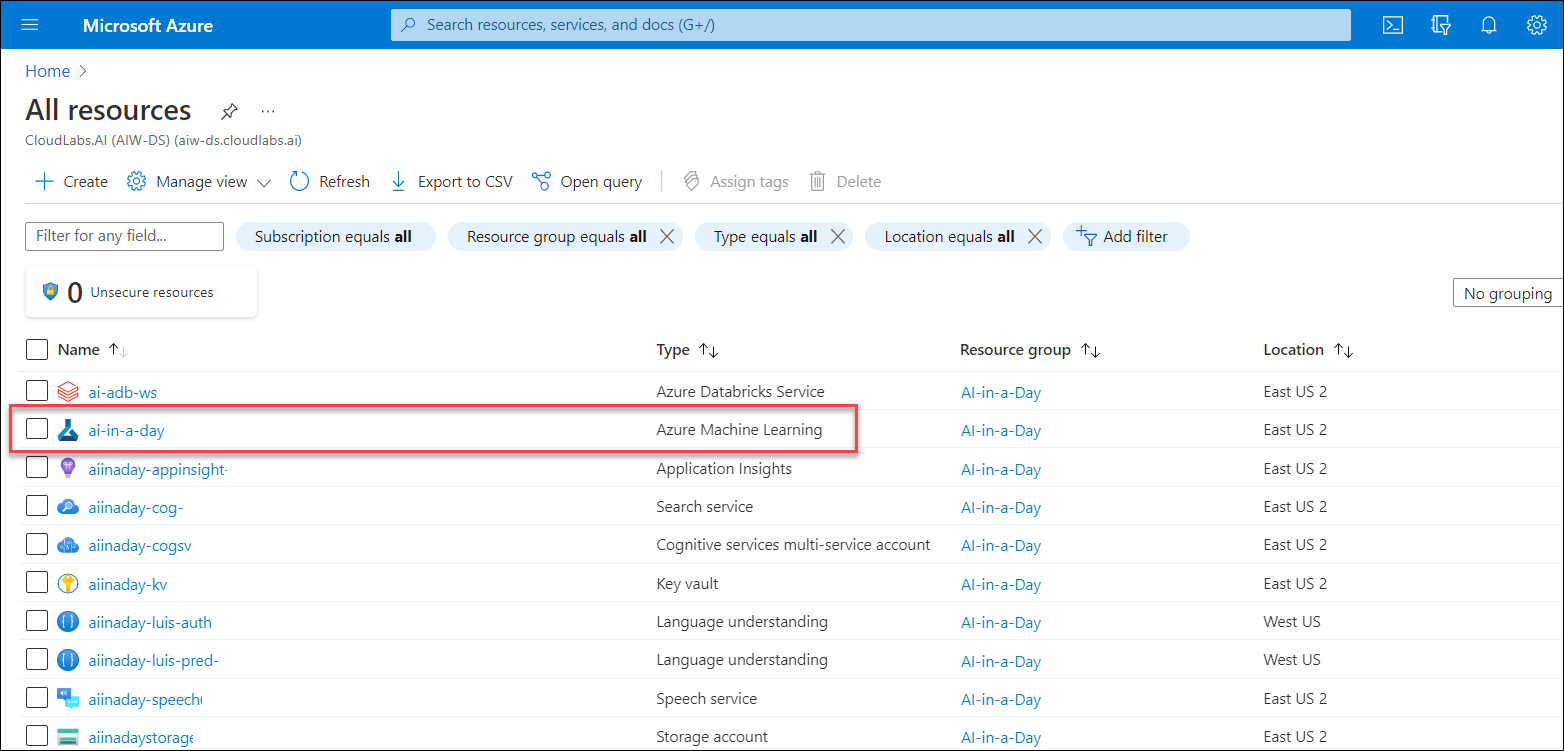 Microsoft Azure Search resources, services, and docs (G+/)
Home
All resources ...
CloudLabs.AI (AIW-DS) (aiw-ds.cloudlabs.ai)
Create Manage view Refresh Export to CSV Open query Assign tags Delete
Filter for any field... Subscription equals all Resource group equals all Type equals all Location equals all Add filter
0 Unsecure resources
No grouping
Name Type Resource group Location
ai-adb-ws Azure Databricks Service AI-in-a-Day East US 2
ai-in-a-day Azure Machine Learning AI-in-a-Day East US 2
aiinaday-appinsight- Application Insights AI-in-a-Day East US 2
aiinaday-cog- Search service AI-in-a-Day East US 2
aiinaday-cogsv Cognitive services multi-service account AI-in-a-Day East US 2
aiinaday-kv Key vault AI-in-a-Day East US 2
aiinaday-luis-auth Language understanding AI-in-a-Day West US
aiinaday-luis-pred- Language understanding AI-in-a-Day West US
aiinaday-speech Speech service AI-in-a-Day East US 2
aiinadaystorage Storage account AI-in-a-Day East US 2